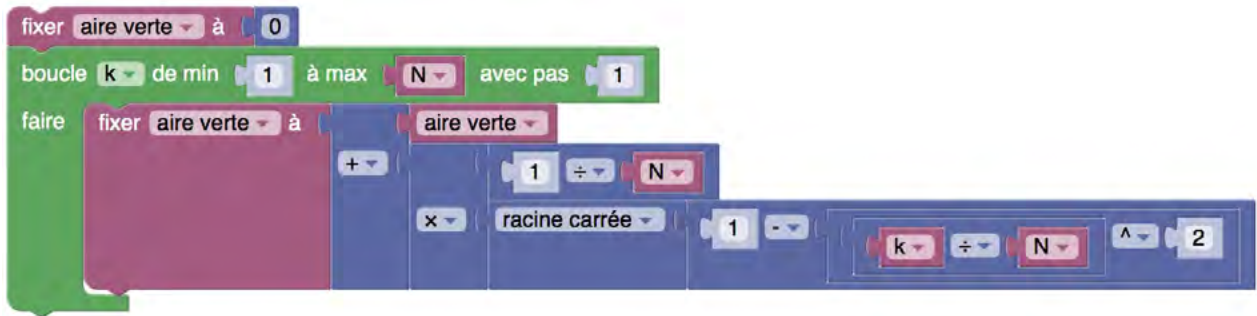 fixer aire verte à 0
boucle k de min 1 à max N avec pas 1
faire fixer aire verte à aire verte
+ 1 ÷ N
× racine carrée 1 - k ÷ N ^ 2